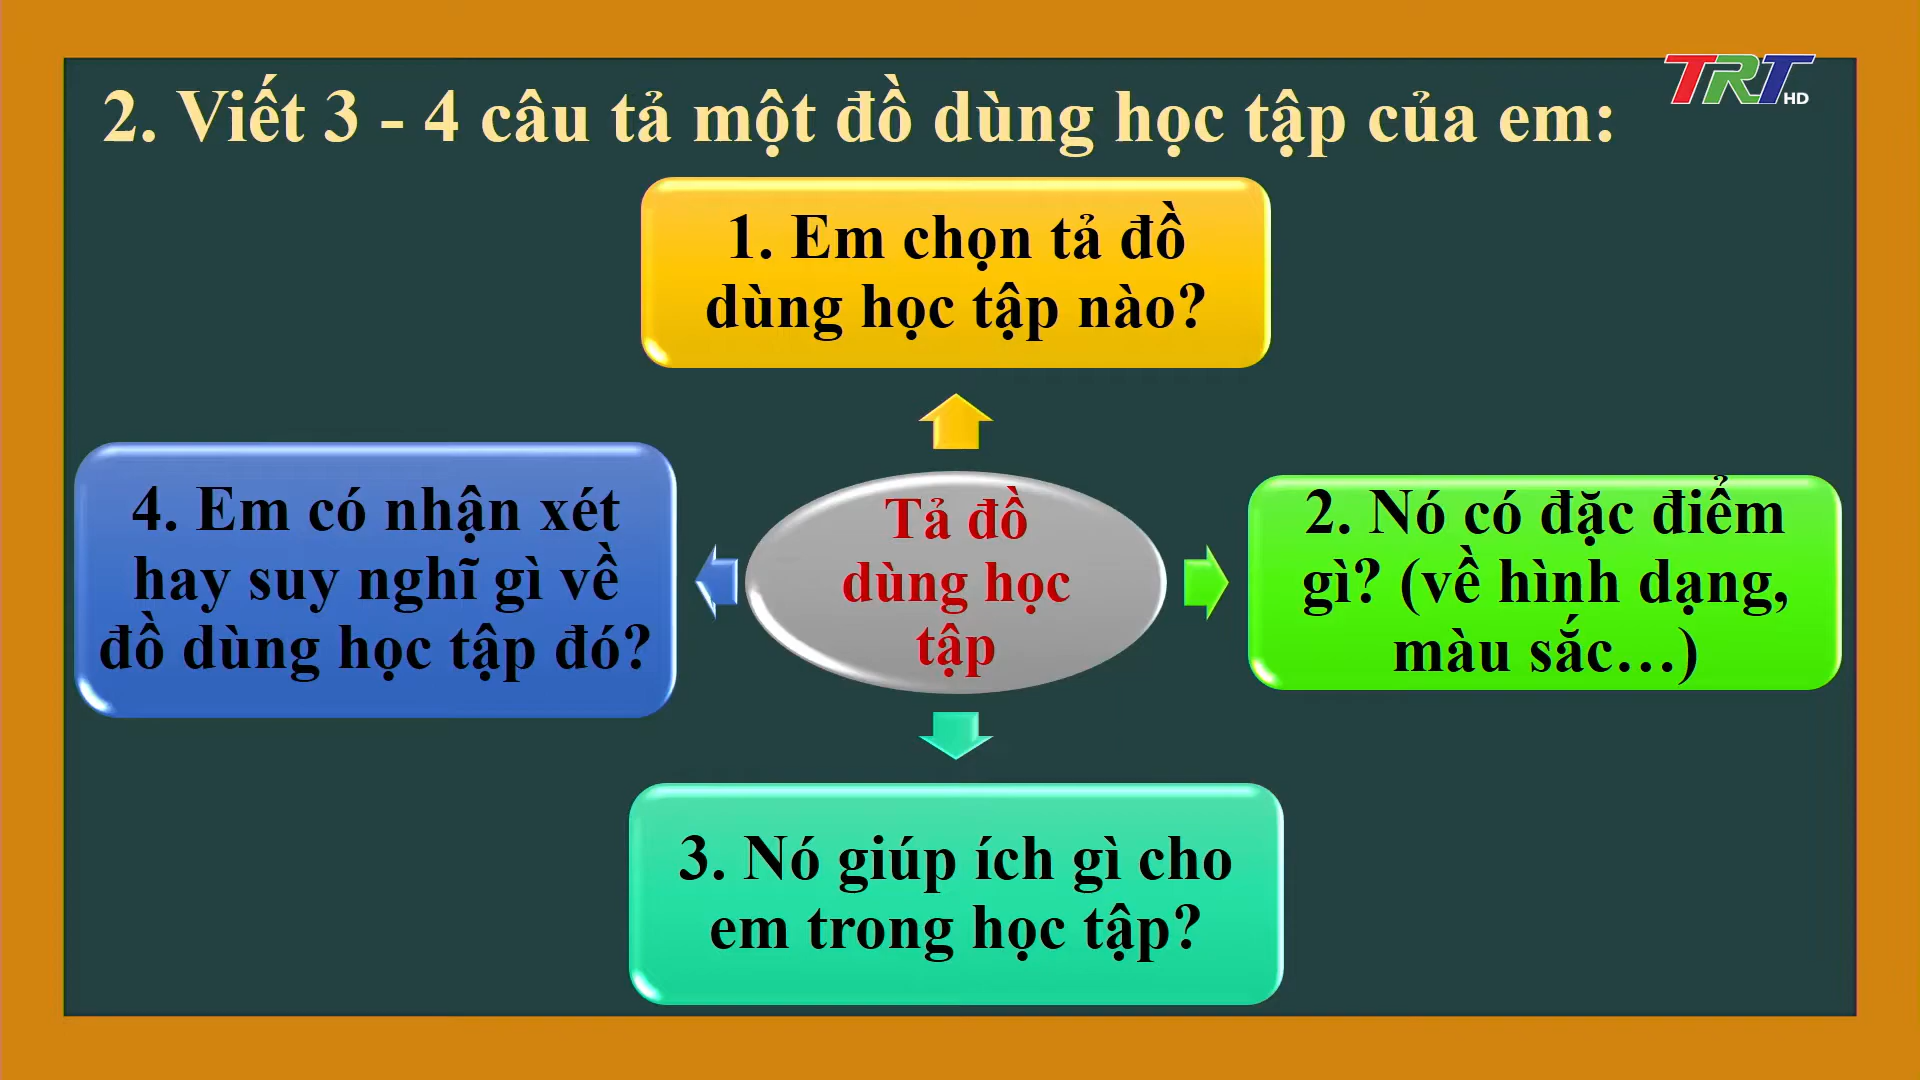 2. Viết 3 - 4 câu tả một đồ dùng học tập của em:
TRT HD
1. Em chọn tả đồ
dùng học tập nào?
4. Em có nhận xét
hay suy nghĩ gì về
đồ dùng học tập đó?
Tả đồ
dùng học
tập
2. Nó có đặc điểm
gì? (về hình dạng,
màu sắc…)
3. Nó giúp ích gì cho
em trong học tập?